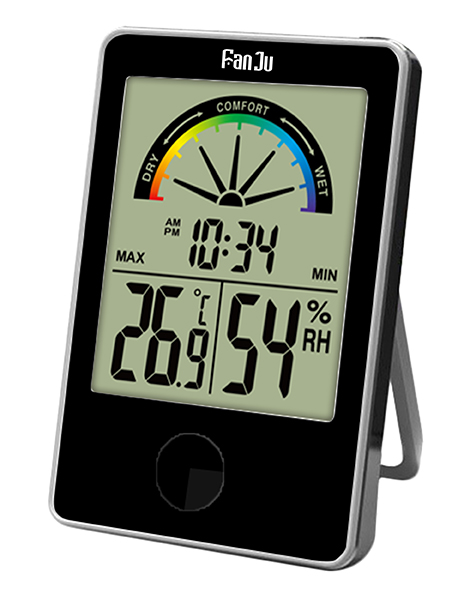 FanJu
COMFORT
DRY
WET
AM
PM
10:34
MAX
MIN
26.9 °C
54 % RH